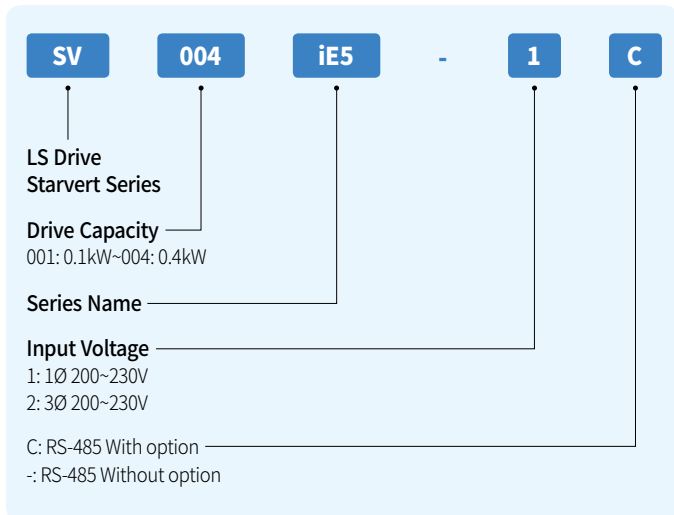 SV 004 iE5 - 1 C
LS Drive
Starvert Series
Drive Capacity
001: 0.1kW~004: 0.4kW
Series Name
Input Voltage
1: 1Ø 200~230V
2: 3Ø 200~230V
C: RS-485 With option
-: RS-485 Without option